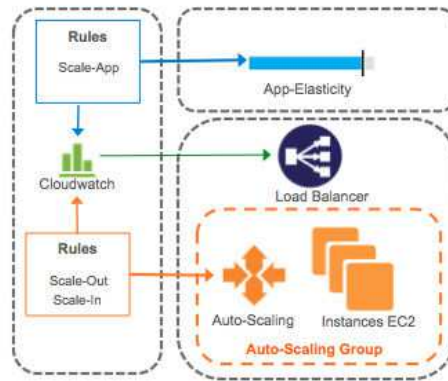 Rules
Scale-App
App-Elasticity
Cloudwatch
Load Balancer
Rules
Scale-Out
Scale-In
Auto-Scaling
Instances EC2
Auto-Scaling Group